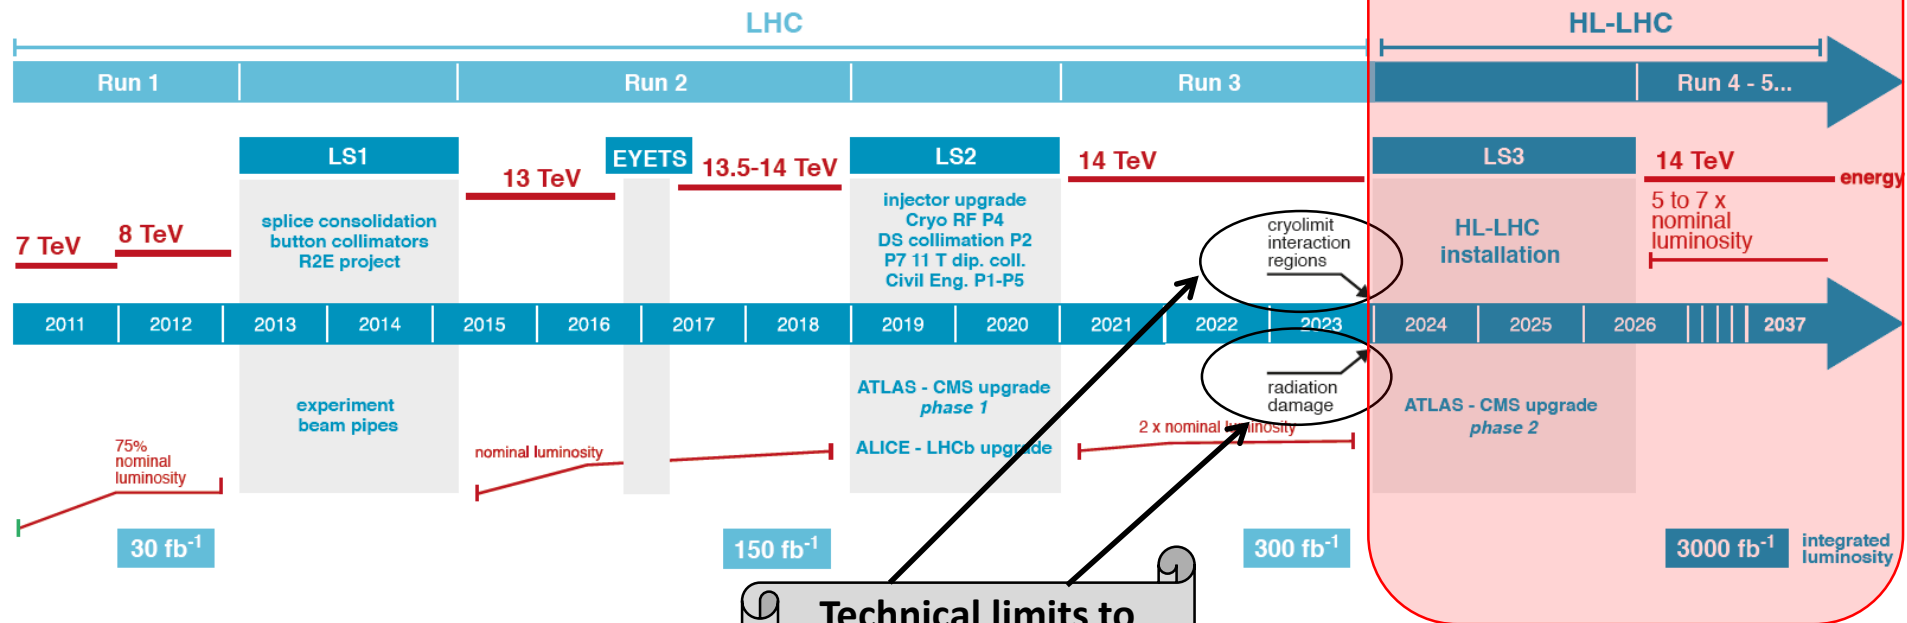 LHC
HL-LHC
Run 1
Run 2
Run 3
Run 4 - 5...
LS1
EYETS
13.5-14 TeV
LS2
14 TeV
LS3
14 TeV
energy
13 TeV
7 TeV
8 TeV
splice consolidation
button collimators
R2E project
injector upgrade
Cryo RF P4
DS collimation P2
P7 11 T dip. coll.
Civil Eng. P1-P5
cryolimit
interaction
regions
HL-LHC
installation
5 to 7 x
nominal
luminosity
2011
2012
2013
2014
2015
2016
2017
2018
2019
2020
2021
2022
2023
2024
2025
2026
2037
experiment
beam pipes
ATLAS - CMS upgrade
phase 1
ALICE - LHCb upgrade
radiation
damage
ATLAS - CMS upgrade
phase 2
75%
nominal
luminosity
nominal luminosity
2 x nominal luminosity
30 fb⁻¹
150 fb⁻¹
300 fb⁻¹
3000 fb⁻¹
integrated
luminosity
Technical limits to